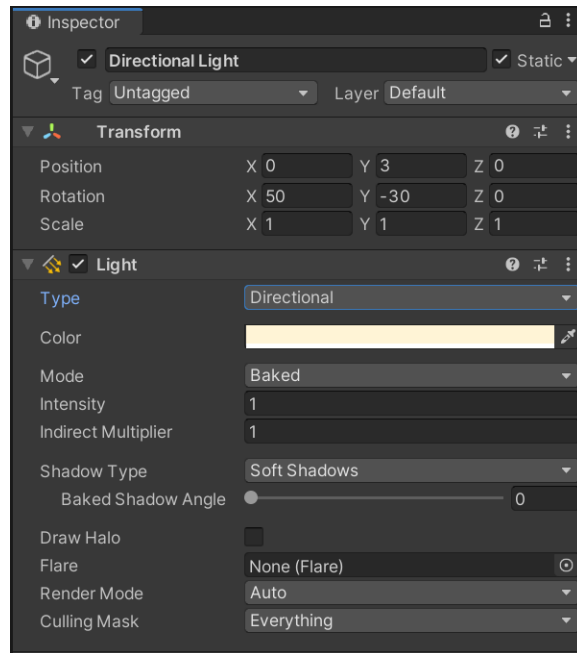 Inspector
Directional Light Static
Tag Untagged Layer Default
Transform
Position X 0 Y 3 Z 0
Rotation X 50 Y -30 Z 0
Scale X 1 Y 1 Z 1
Light
Type Directional
Color
Mode Baked
Intensity 1
Indirect Multiplier 1
Shadow Type Soft Shadows
Baked Shadow Angle 0
Draw Halo
Flare None (Flare)
Render Mode Auto
Culling Mask Everything